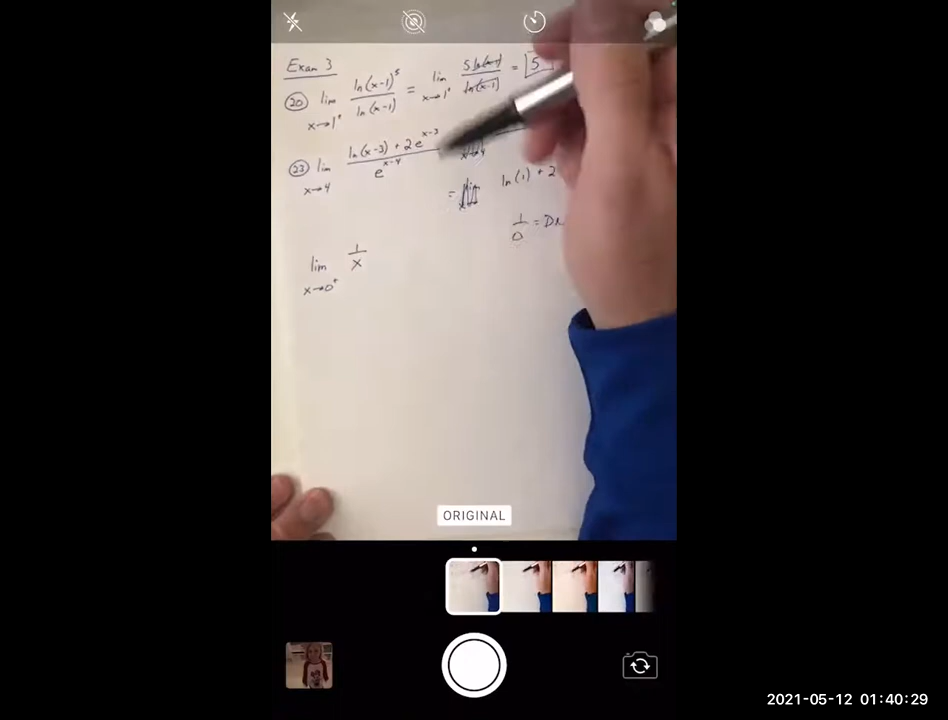 Exam 3
20 lim x→1⁺ ln(x-1)⁵ / ln(x-1) = lim x→1⁺ 5 ln(x-1) / ln(x-1) = 5
23 lim x→4 ln(x-3) + 2e^(x-3) / e^(x-4)
= ln(1) + 2
1/0 =
lim x→0⁺ 1/x
ORIGINAL
2021-05-12 01:40:29